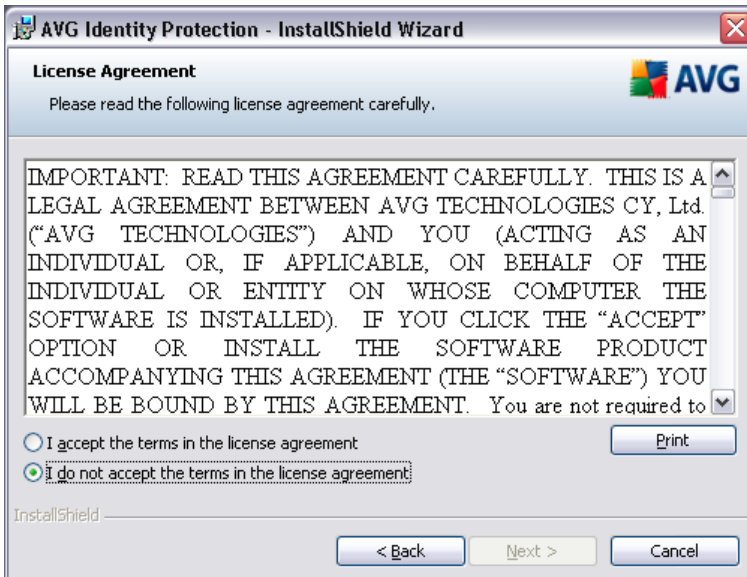 AVG Identity Protection - InstallShield Wizard
License Agreement
Please read the following license agreement carefully.
AVG
IMPORTANT: READ THIS AGREEMENT CAREFULLY. THIS IS A
LEGAL AGREEMENT BETWEEN AVG TECHNOLOGIES CY, Ltd.
(“AVG TECHNOLOGIES”) AND YOU (ACTING AS AN
INDIVIDUAL OR, IF APPLICABLE, ON BEHALF OF THE
INDIVIDUAL OR ENTITY ON WHOSE COMPUTER THE
SOFTWARE IS INSTALLED). IF YOU CLICK THE “ACCEPT”
OPTION OR INSTALL THE SOFTWARE PRODUCT
ACCOMPANYING THIS AGREEMENT (THE “SOFTWARE”) YOU
WILL BE BOUND BY THIS AGREEMENT. You are not required to
I accept the terms in the license agreement
Print
I do not accept the terms in the license agreement
InstallShield
< Back
Next >
Cancel